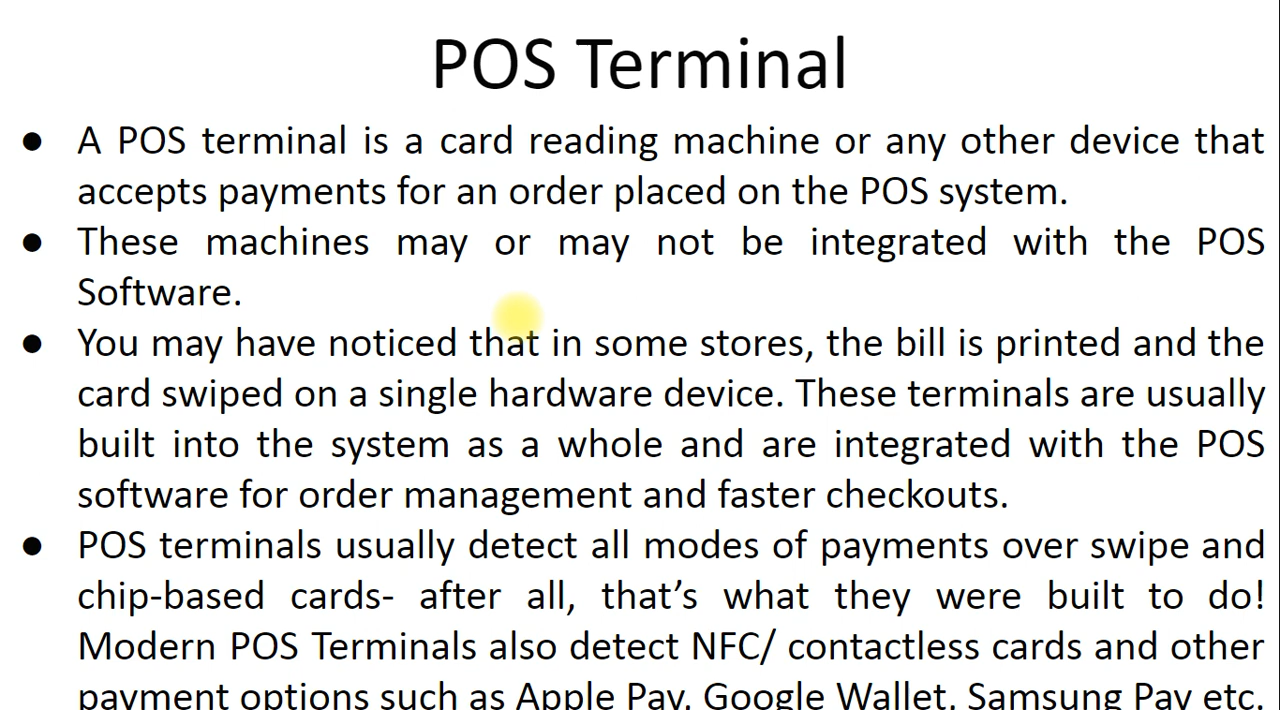 POS Terminal
● A POS terminal is a card reading machine or any other device that
accepts payments for an order placed on the POS system.
● These machines may or may not be integrated with the POS
Software.
● You may have noticed that in some stores, the bill is printed and the
card swiped on a single hardware device. These terminals are usually
built into the system as a whole and are integrated with the POS
software for order management and faster checkouts.
● POS terminals usually detect all modes of payments over swipe and
chip-based cards- after all, that’s what they were built to do!
Modern POS Terminals also detect NFC/ contactless cards and other
payment options such as Apple Pay, Google Wallet, Samsung Pay etc.